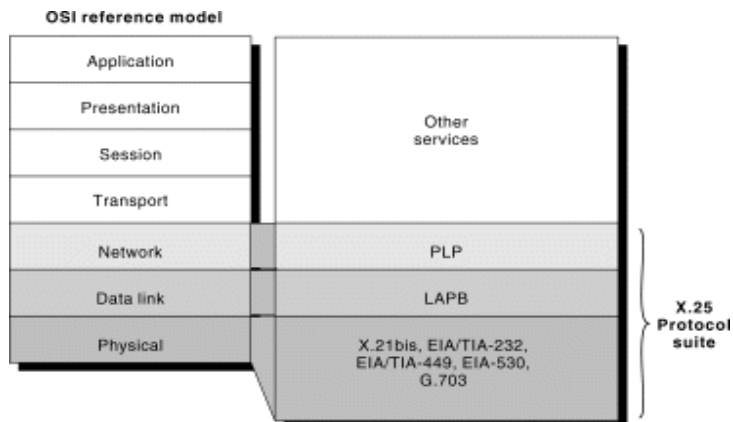 OSI reference model
Application
Presentation
Session
Transport
Network
Data link
Physical
Other
services
PLP
LAPB
X.21bis, EIA/TIA-232,
EIA/TIA-449, EIA-530,
G.703
X.25
Protocol
suite